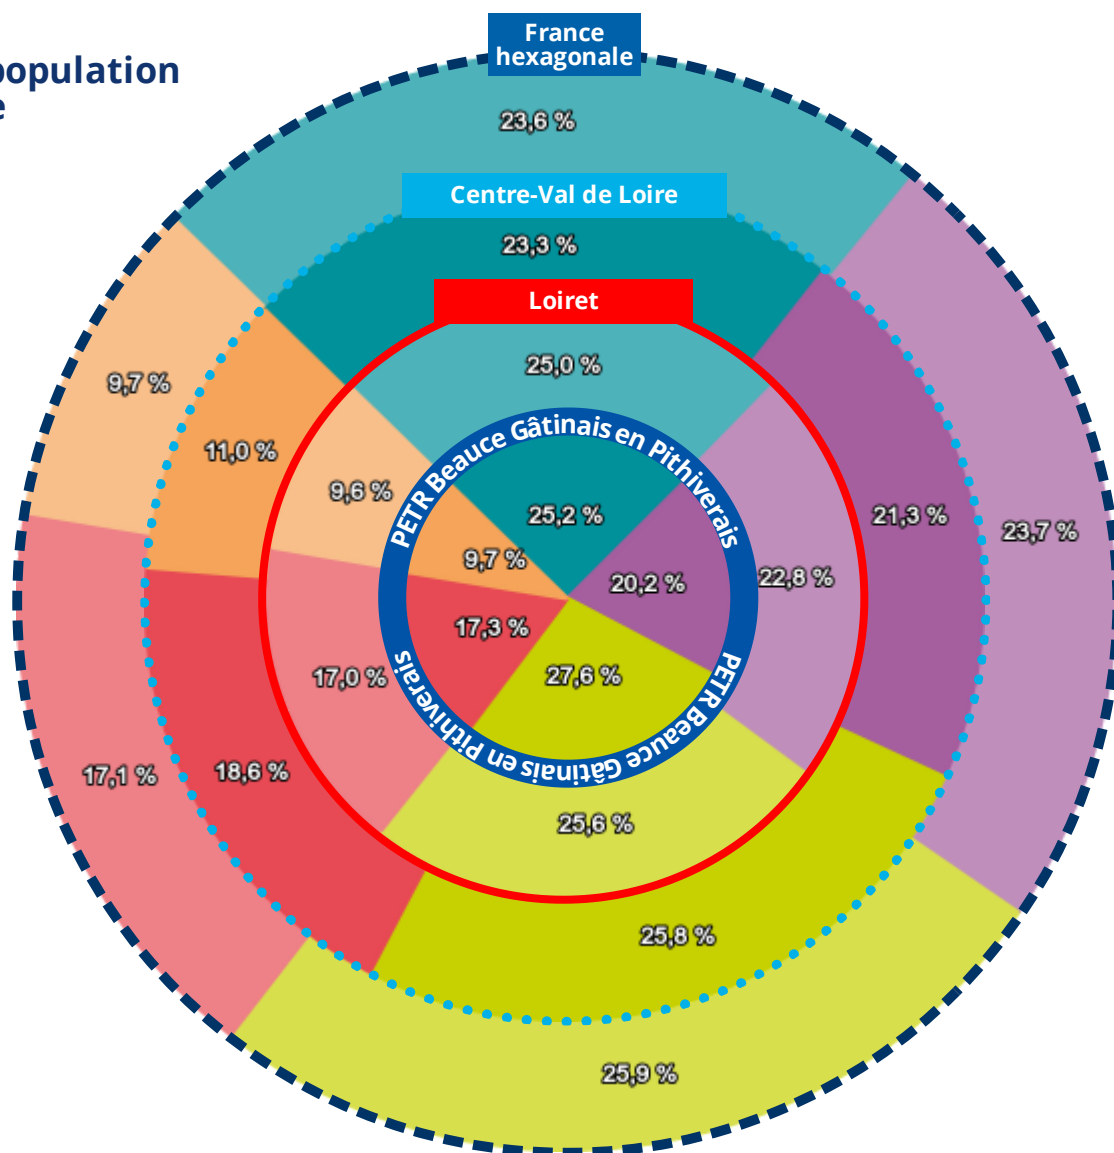 population
e
France
hexagonale
23,6 %
Centre-Val de Loire
23,3 %
Loiret
25,0 %
9,7 %
11,0 %
9,6 %
PETR Beauce Gâtinais en Pithiverais
25,2 %
9,7 %
20,2 %
22,8 %
21,3 %
23,7 %
17,3 %
27,6 %
17,0 %
PETR Beauce Gâtinais en Pithiverais
17,1 %
18,6 %
25,6 %
25,8 %
25,9 %